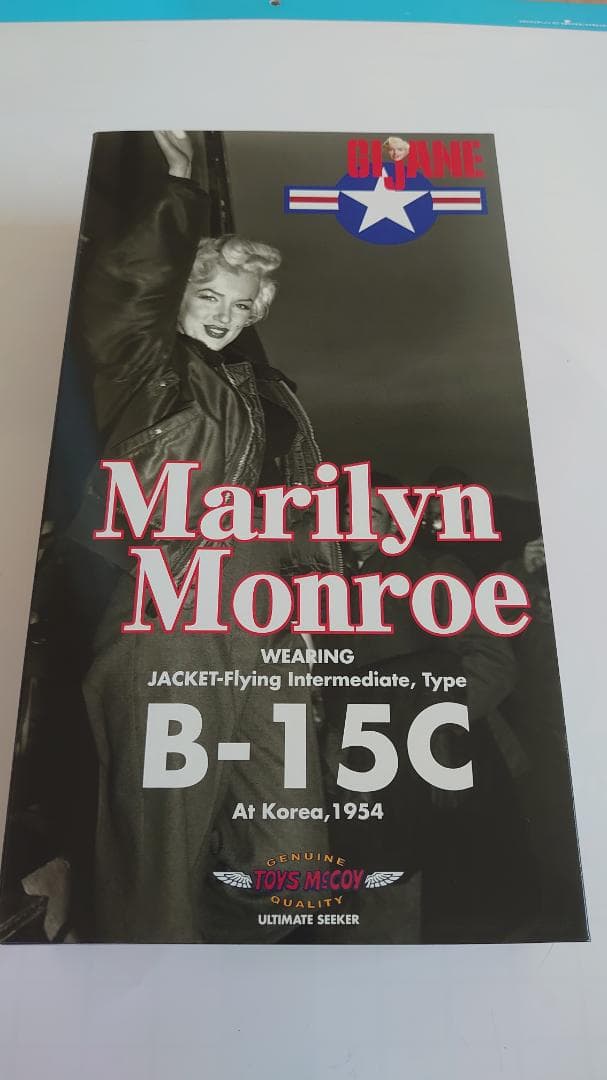 GI JANE
Marilyn
Monroe
WEARING
JACKET-Flying Intermediate, Type
B-15C
At Korea,1954
GENUINE
TOYS McCOY
QUALITY
ULTIMATE SEEKER